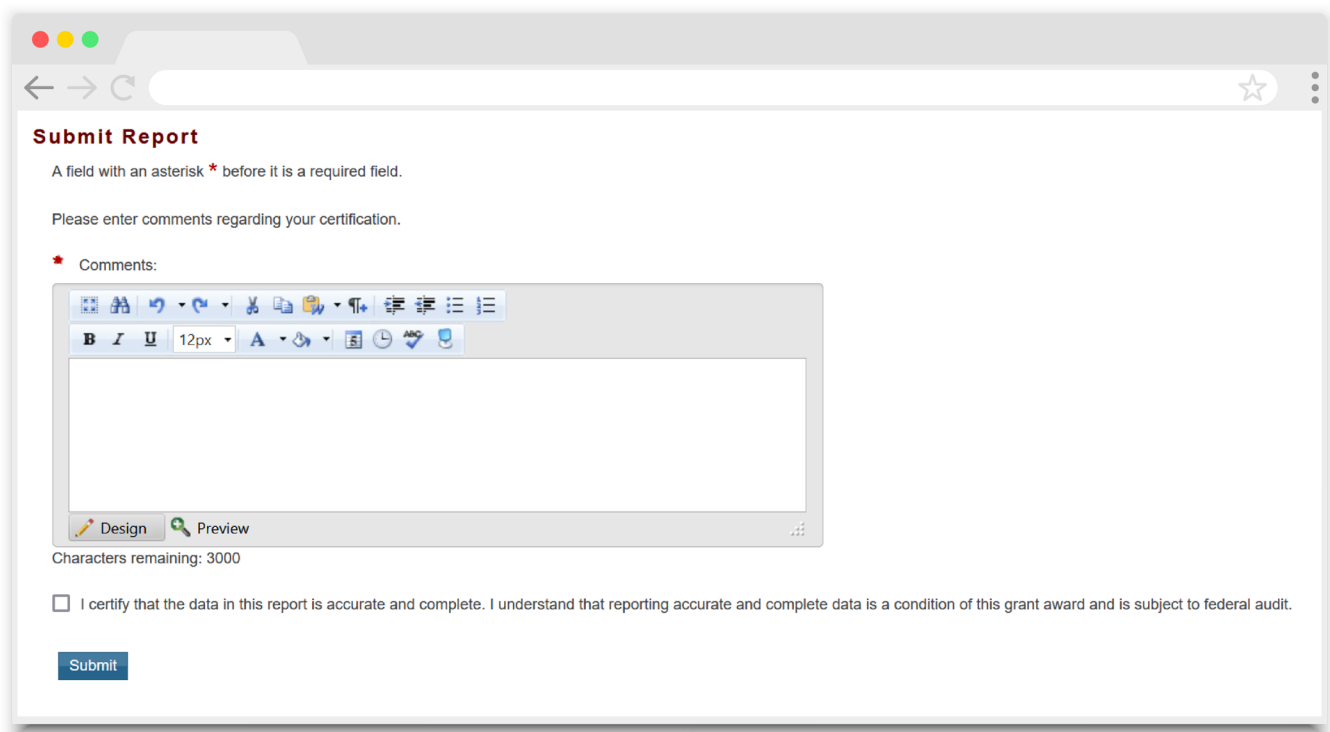 Submit Report
A field with an asterisk * before it is a required field.
Please enter comments regarding your certification.
* Comments:
B I U 12px A 5 ABC
Design Preview
Characters remaining: 3000
I certify that the data in this report is accurate and complete. I understand that reporting accurate and complete data is a condition of this grant award and is subject to federal audit.
Submit